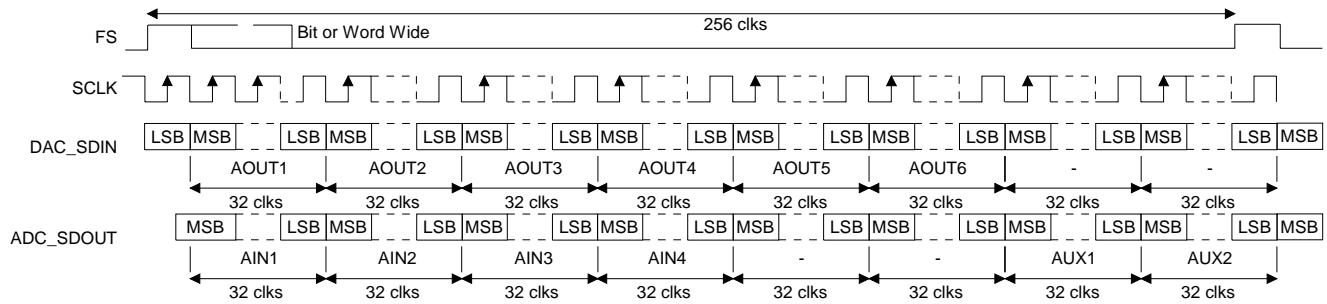 256 clks
FS
Bit or Word Wide
SCLK
DAC_SDIN
LSB MSB LSB MSB LSB MSB LSB MSB LSB MSB LSB MSB LSB MSB LSB MSB LSB MSB
AOUT1 AOUT2 AOUT3 AOUT4 AOUT5 AOUT6 - -
32 clks 32 clks 32 clks 32 clks 32 clks 32 clks 32 clks 32 clks
ADC_SDOUT
MSB LSB MSB LSB MSB LSB MSB LSB MSB LSB MSB LSB MSB LSB MSB LSB MSB
AIN1 AIN2 AIN3 AIN4 - - AUX1 AUX2
32 clks 32 clks 32 clks 32 clks 32 clks 32 clks 32 clks 32 clks